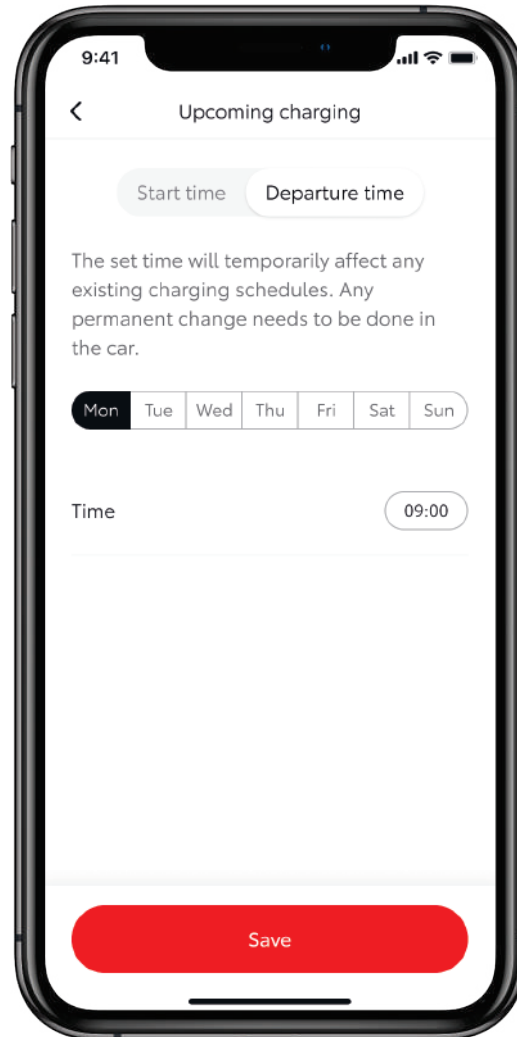 9:41
Upcoming charging
Start time Departure time
The set time will temporarily affect any
existing charging schedules. Any
permanent change needs to be done in
the car.
Mon Tue Wed Thu Fri Sat Sun
Time 09:00
Save